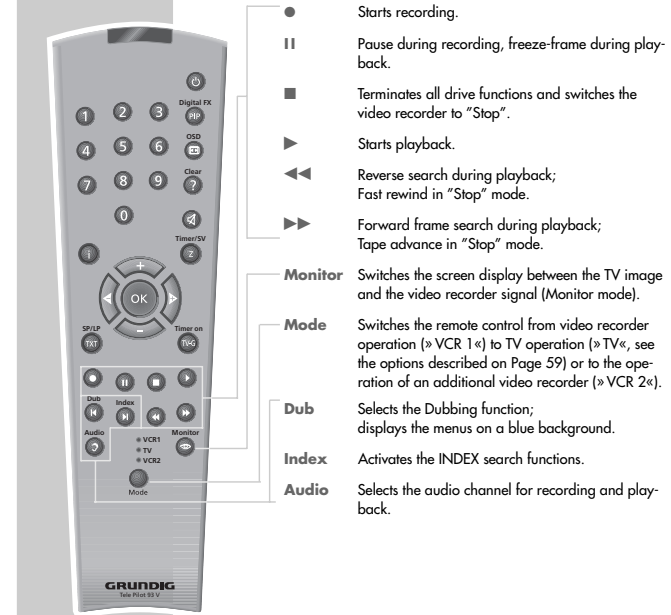 ● Starts recording.
II Pause during recording, freeze-frame during play-
back.
■ Terminates all drive functions and switches the
video recorder to ″Stop″.
▶ Starts playback.
◀◀ Reverse search during playback;
Fast rewind in ″Stop″ mode.
▶▶ Forward frame search during playback;
Tape advance in ″Stop″ mode.
Monitor Switches the screen display between the TV image
and the video recorder signal (Monitor mode).
Mode Switches the remote control from video recorder
operation (»VCR 1«) to TV operation (»TV«, see
the options described on Page 59) or to the ope-
ration of an additional video recorder (»VCR 2«).
Dub Selects the Dubbing function;
displays the menus on a blue background.
Index Activates the INDEX search functions.
Audio Selects the audio channel for recording and play-
back.
Digital FX
1 2 3 PIP
OSD
4 5 6
Clear
7 8 9 ?
0
Timer/SV
i Z
+
OK
-
SP/LP Timer on
TXT TV-G
Dub Index
Audio Monitor
VCR1
TV
VCR2
Mode
GRUNDIG
Tele Pilot 93 V